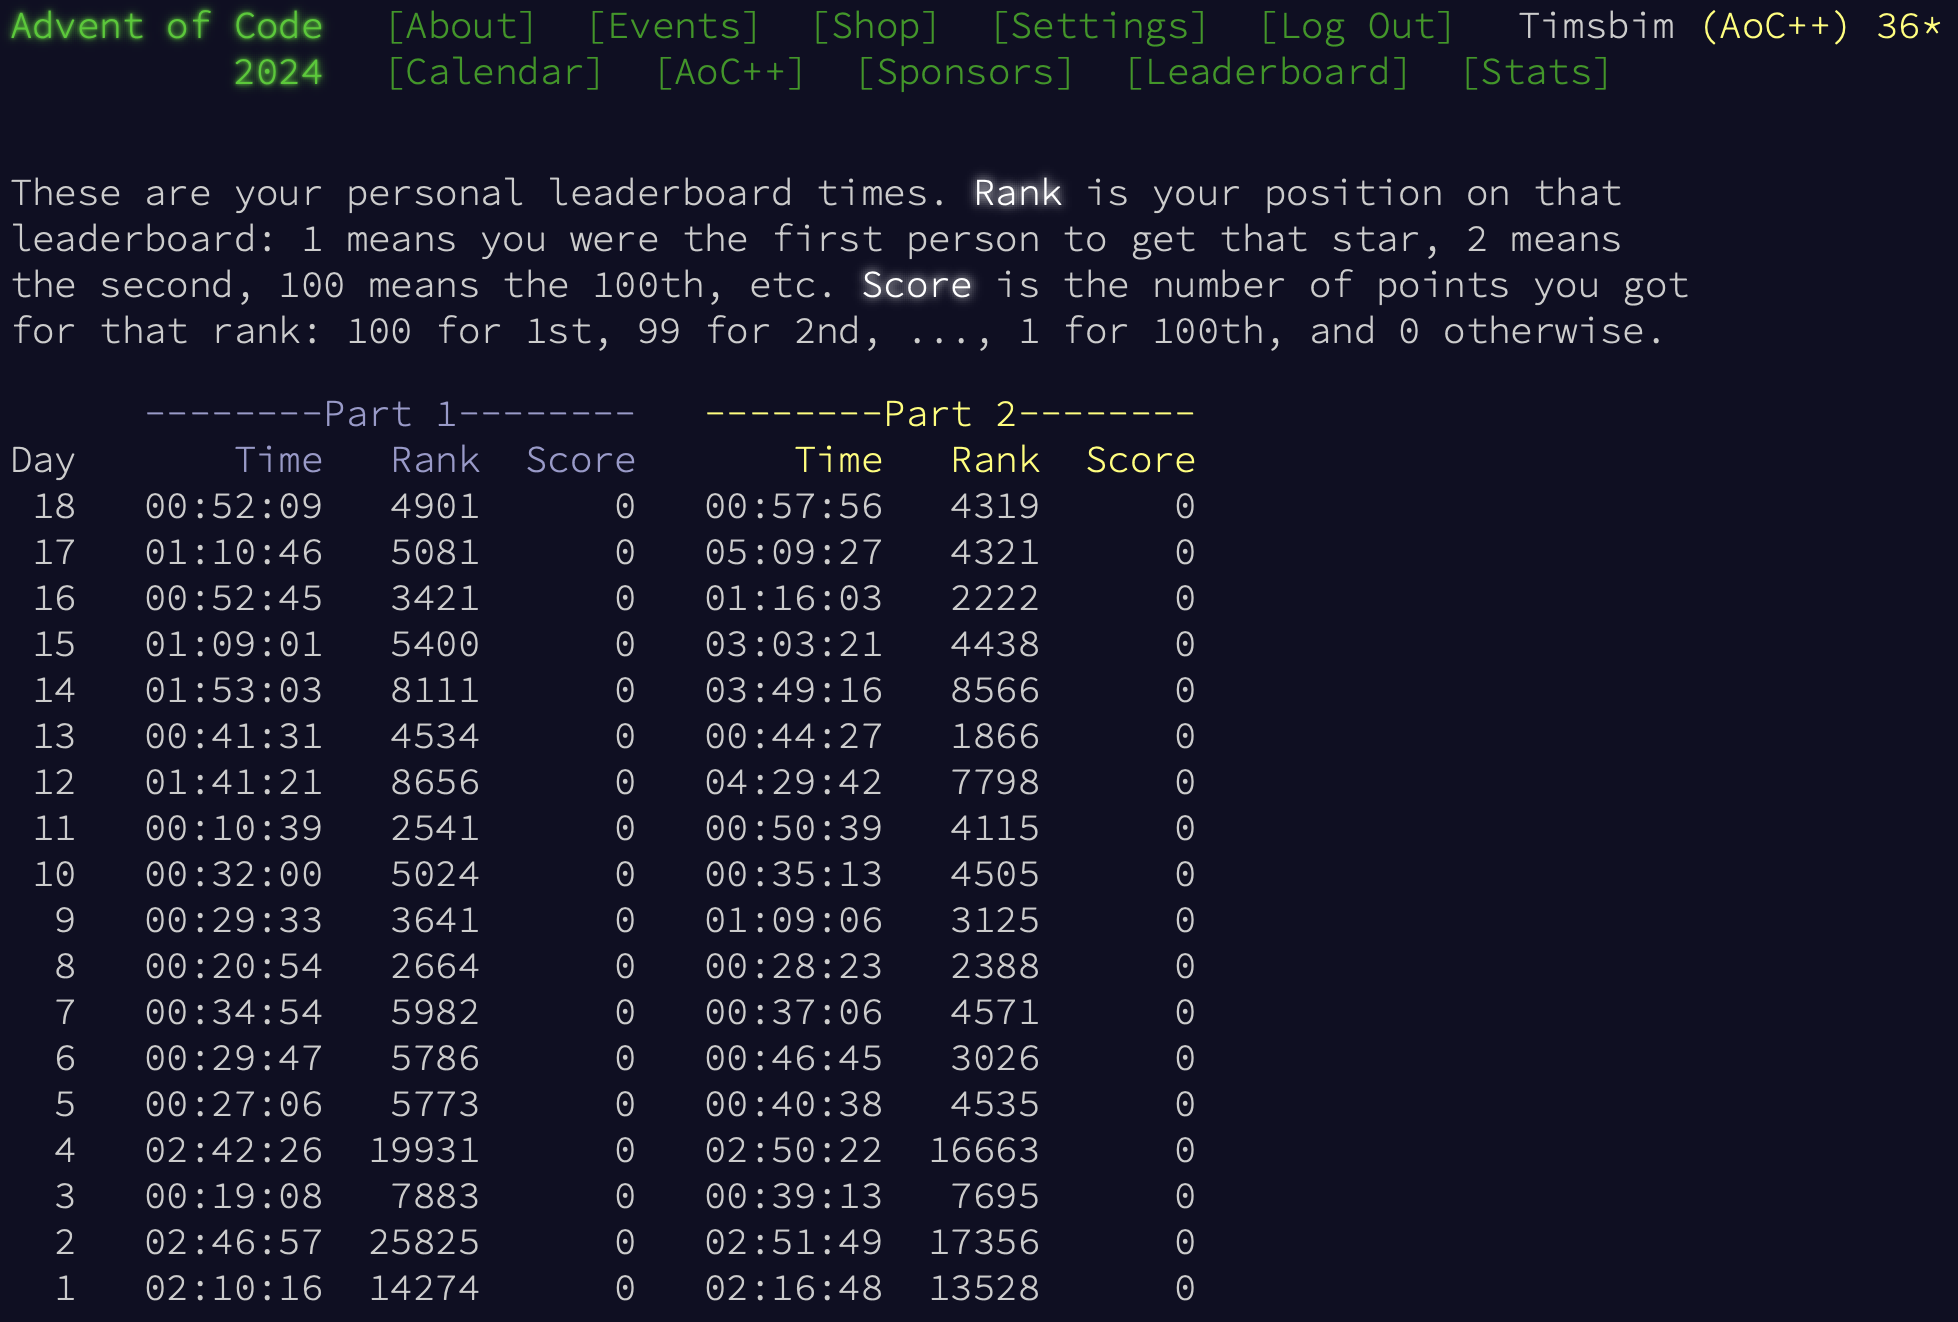 Advent of Code [About] [Events] [Shop] [Settings] [Log Out] Timsbim (AoC++) 36*
2024 [Calendar] [AoC++] [Sponsors] [Leaderboard] [Stats]
These are your personal leaderboard times. Rank is your position on that
leaderboard: 1 means you were the first person to get that star, 2 means
the second, 100 means the 100th, etc. Score is the number of points you got
for that rank: 100 for 1st, 99 for 2nd, ..., 1 for 100th, and 0 otherwise.
--------Part 1-------- --------Part 2--------
Day Time Rank Score Time Rank Score
18 00:52:09 4901 0 00:57:56 4319 0
17 01:10:46 5081 0 05:09:27 4321 0
16 00:52:45 3421 0 01:16:03 2222 0
15 01:09:01 5400 0 03:03:21 4438 0
14 01:53:03 8111 0 03:49:16 8566 0
13 00:41:31 4534 0 00:44:27 1866 0
12 01:41:21 8656 0 04:29:42 7798 0
11 00:10:39 2541 0 00:50:39 4115 0
10 00:32:00 5024 0 00:35:13 4505 0
9 00:29:33 3641 0 01:09:06 3125 0
8 00:20:54 2664 0 00:28:23 2388 0
7 00:34:54 5982 0 00:37:06 4571 0
6 00:29:47 5786 0 00:46:45 3026 0
5 00:27:06 5773 0 00:40:38 4535 0
4 02:42:26 19931 0 02:50:22 16663 0
3 00:19:08 7883 0 00:39:13 7695 0
2 02:46:57 25825 0 02:51:49 17356 0
1 02:10:16 14274 0 02:16:48 13528 0